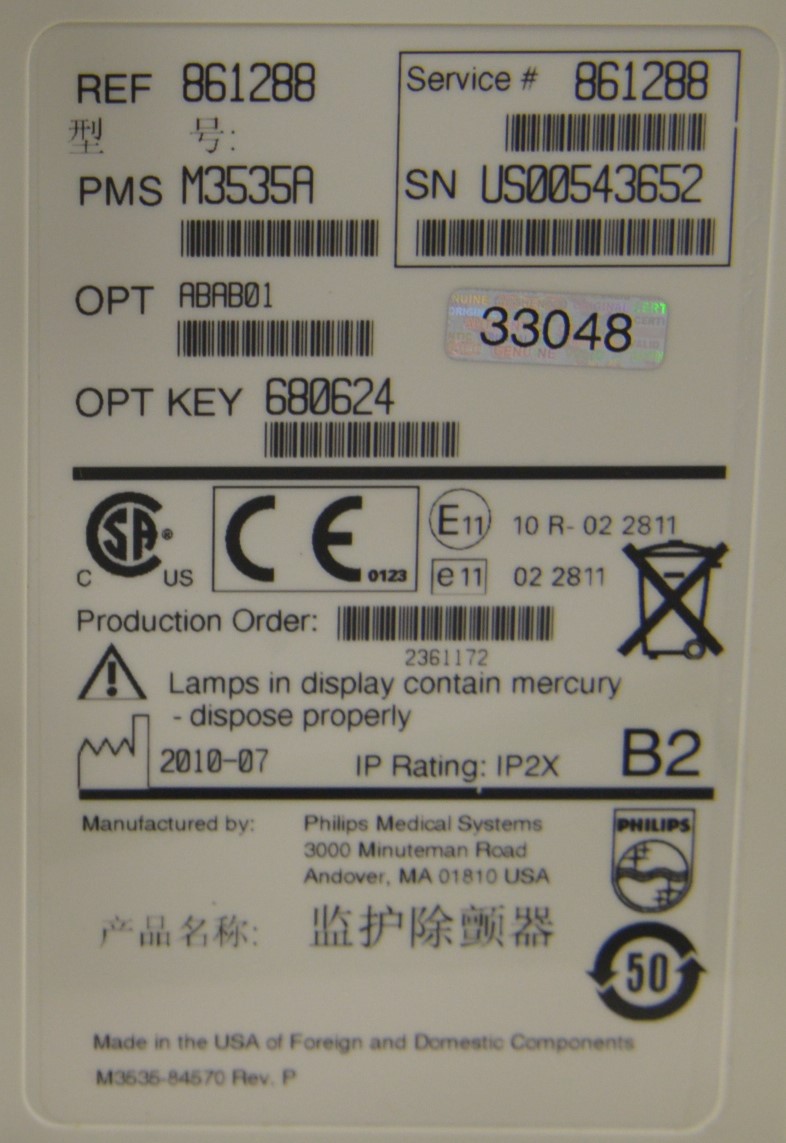 REF 861288
型 号:
PMS M3535A
Service # 861288
SN US00543652
OPT ABAB01
33048
OPT KEY 680624
CSA® C US
CE 0123
E11 10 R- 02 2811
e11 02 2811
Production Order:
2361172
Lamps in display contain mercury
- dispose properly
2010-07 IP Rating: IP2X B2
Manufactured by: Philips Medical Systems
3000 Minuteman Road
Andover, MA 01810 USA
PHILIPS
产品名称: 监护除颤器
50
Made in the USA of Foreign and Domestic Components
M3535-84570 Rev. P